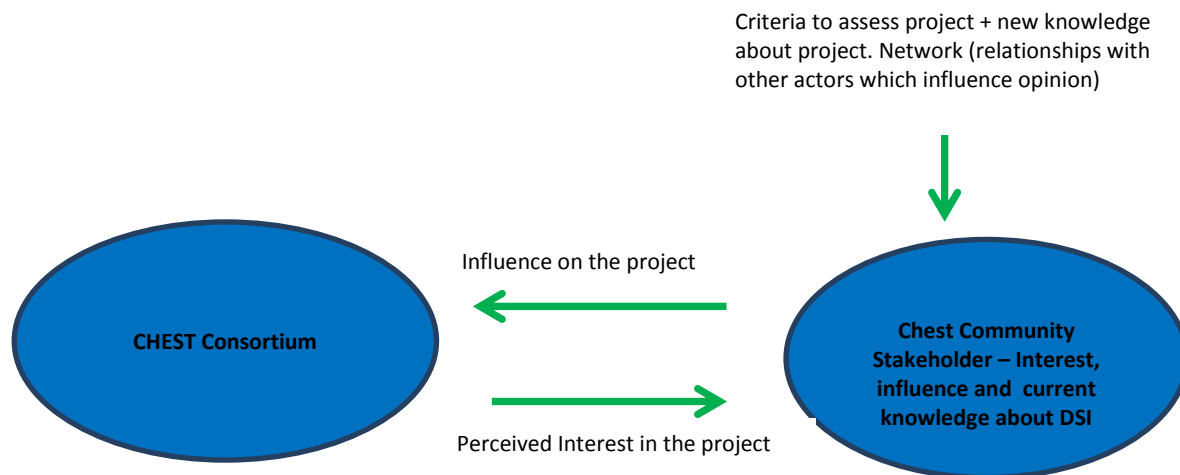 Criteria to assess project + new knowledge
about project. Network (relationships with
other actors which influence opinion)
Influence on the project
CHEST Consortium
Chest Community
Stakeholder – Interest,
influence and current
knowledge about DSI
Perceived Interest in the project